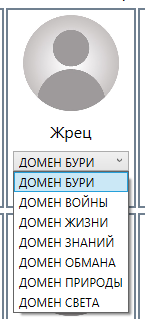 Жрец
ДОМЕН БУРИ
ДОМЕН БУРИ
ДОМЕН ВОЙНЫ
ДОМЕН ЖИЗНИ
ДОМЕН ЗНАНИЙ
ДОМЕН ОБМАНА
ДОМЕН ПРИРОДЫ
ДОМЕН СВЕТА